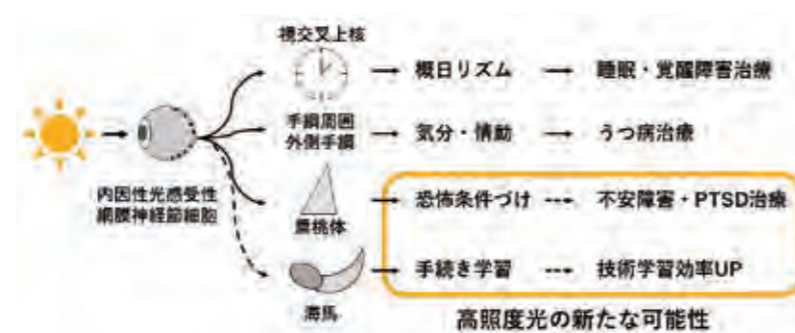 視交叉上核
概日リズム
睡眠・覚醒障害治療
手綱周囲
外側手綱
気分・情動
うつ病治療
内因性光感受性
網膜神経節細胞
扁桃体
恐怖条件づけ
不安障害・PTSD治療
海馬
手続き学習
技術学習効率UP
高照度光の新たな可能性